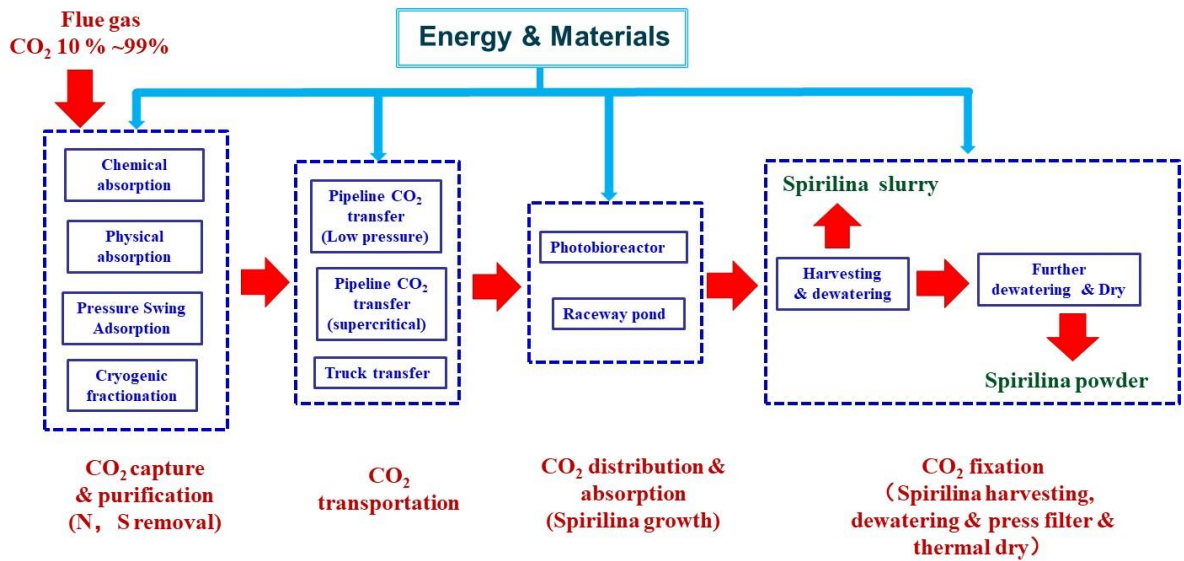 Flue gas
CO₂ 10 % ~99%
Energy & Materials
Chemical
absorption
Physical
absorption
Pressure Swing
Adsorption
Cryogenic
fractionation
Pipeline CO₂
transfer
(Low pressure)
Pipeline CO₂
transfer
(supercritical)
Truck transfer
Photobioreactor
Raceway pond
Spirilina slurry
Harvesting
& dewatering
Further
dewatering & Dry
Spirilina powder
CO₂ capture
& purification
(N，S removal)
CO₂
transportation
CO₂ distribution &
absorption
(Spirilina growth)
CO₂ fixation
（Spirilina harvesting,
dewatering & press filter &
thermal dry）